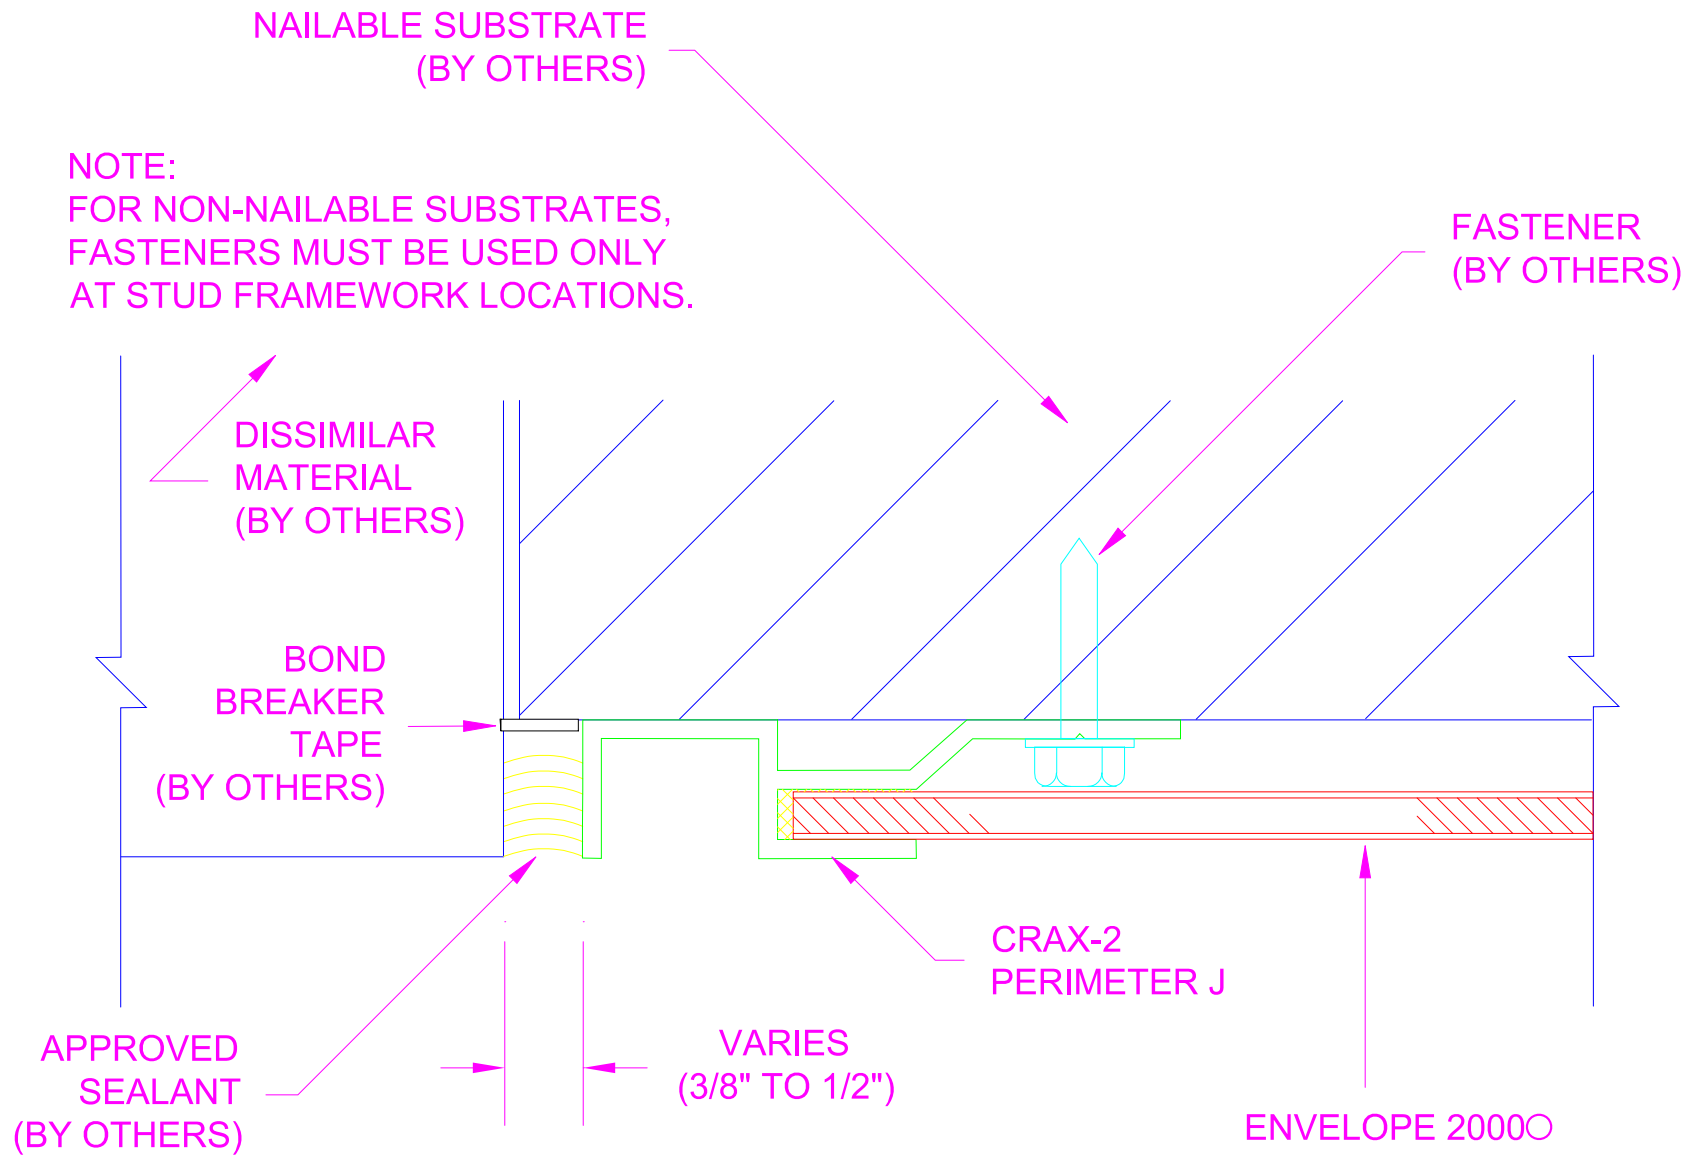 NAILABLE SUBSTRATE
(BY OTHERS)
NOTE:
FOR NON-NAILABLE SUBSTRATES,
FASTENERS MUST BE USED ONLY
AT STUD FRAMEWORK LOCATIONS.
FASTENER
(BY OTHERS)
DISSIMILAR
MATERIAL
(BY OTHERS)
BOND
BREAKER
TAPE
(BY OTHERS)
CRAX-2
PERIMETER J
APPROVED
SEALANT
(BY OTHERS)
VARIES
(3/8" TO 1/2")
ENVELOPE 2000○